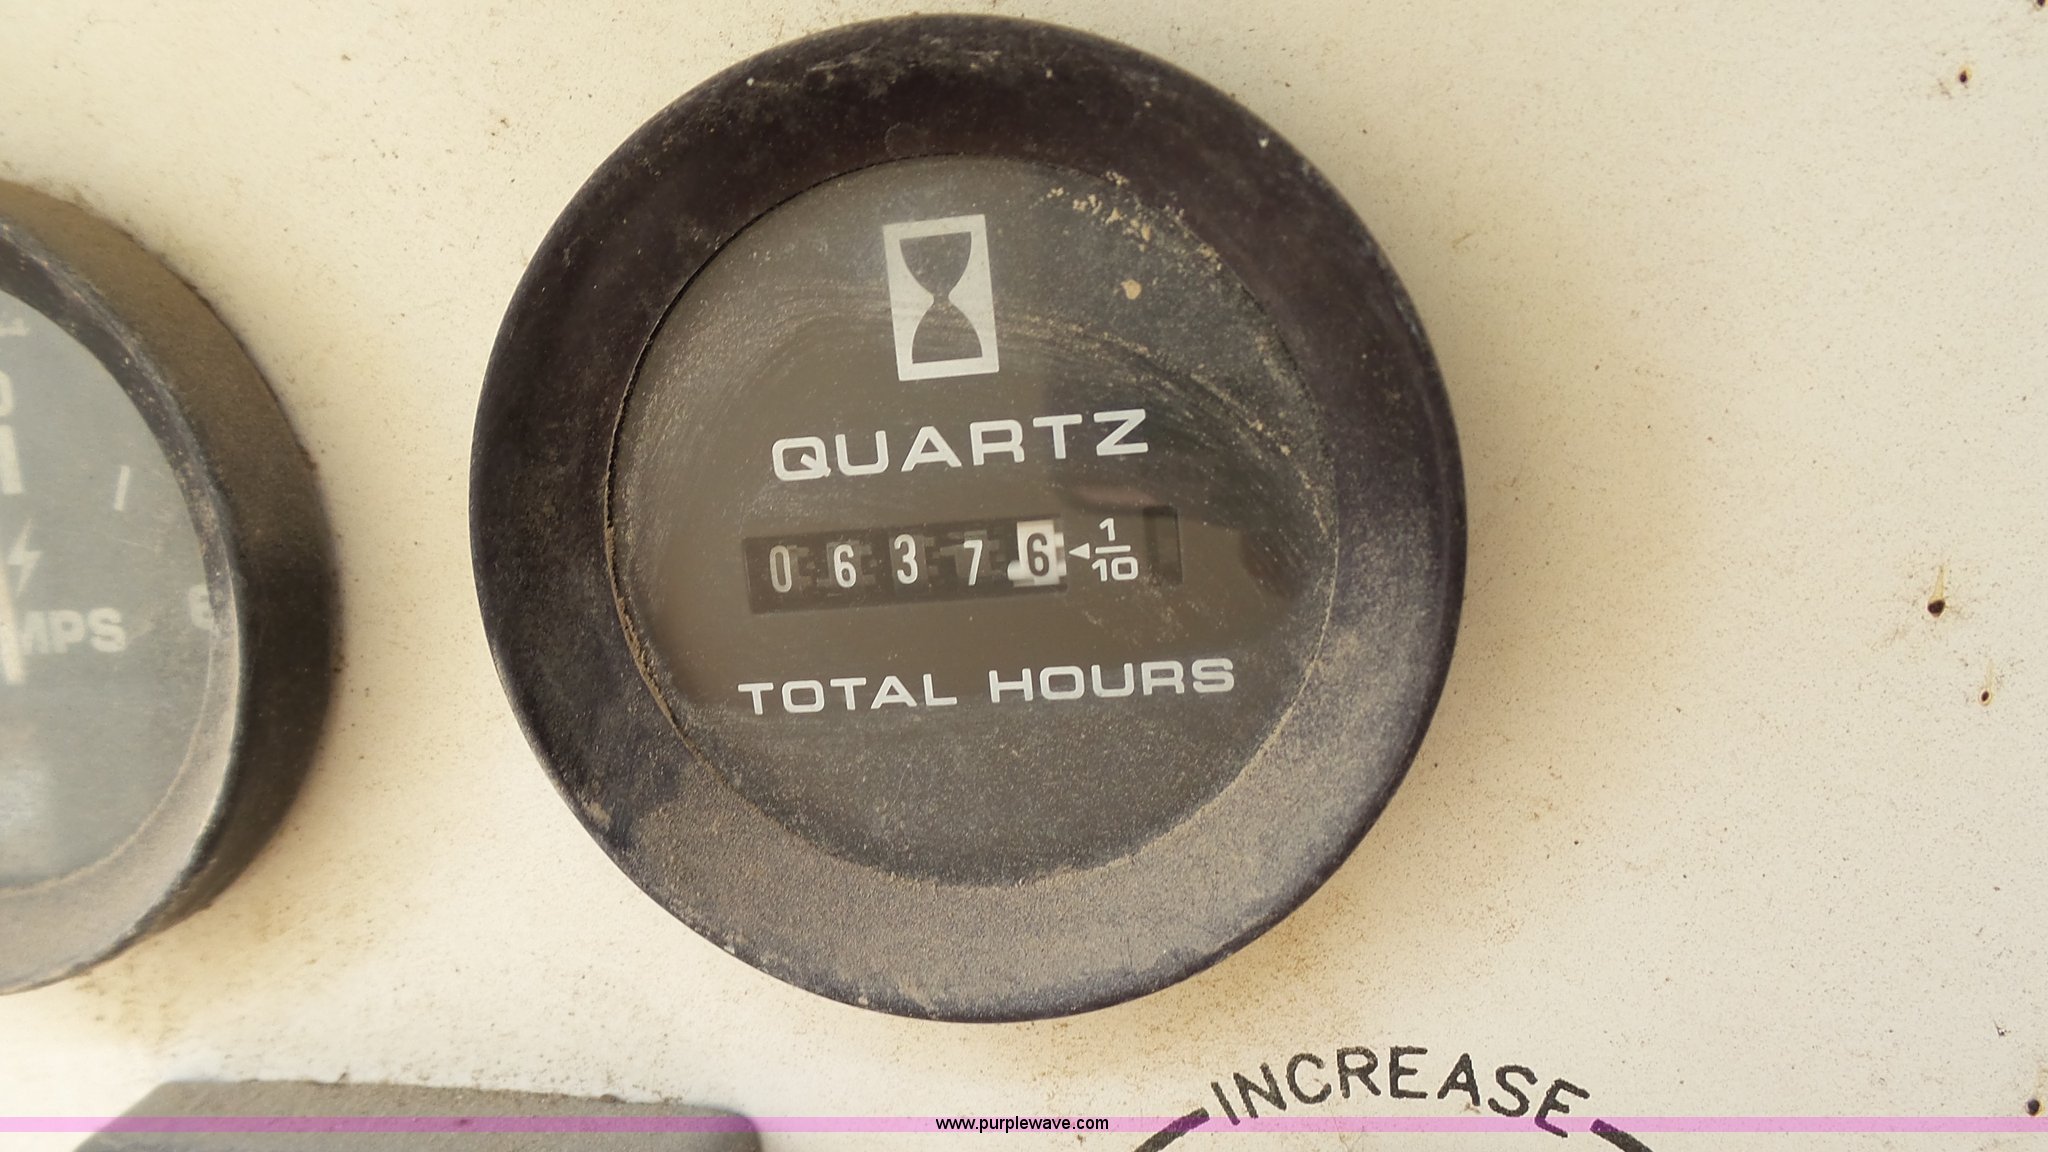 QUARTZ
0 6 3 7 6 ◄ 1/10
TOTAL HOURS
MPS
INCREASE
www.purplewave.com